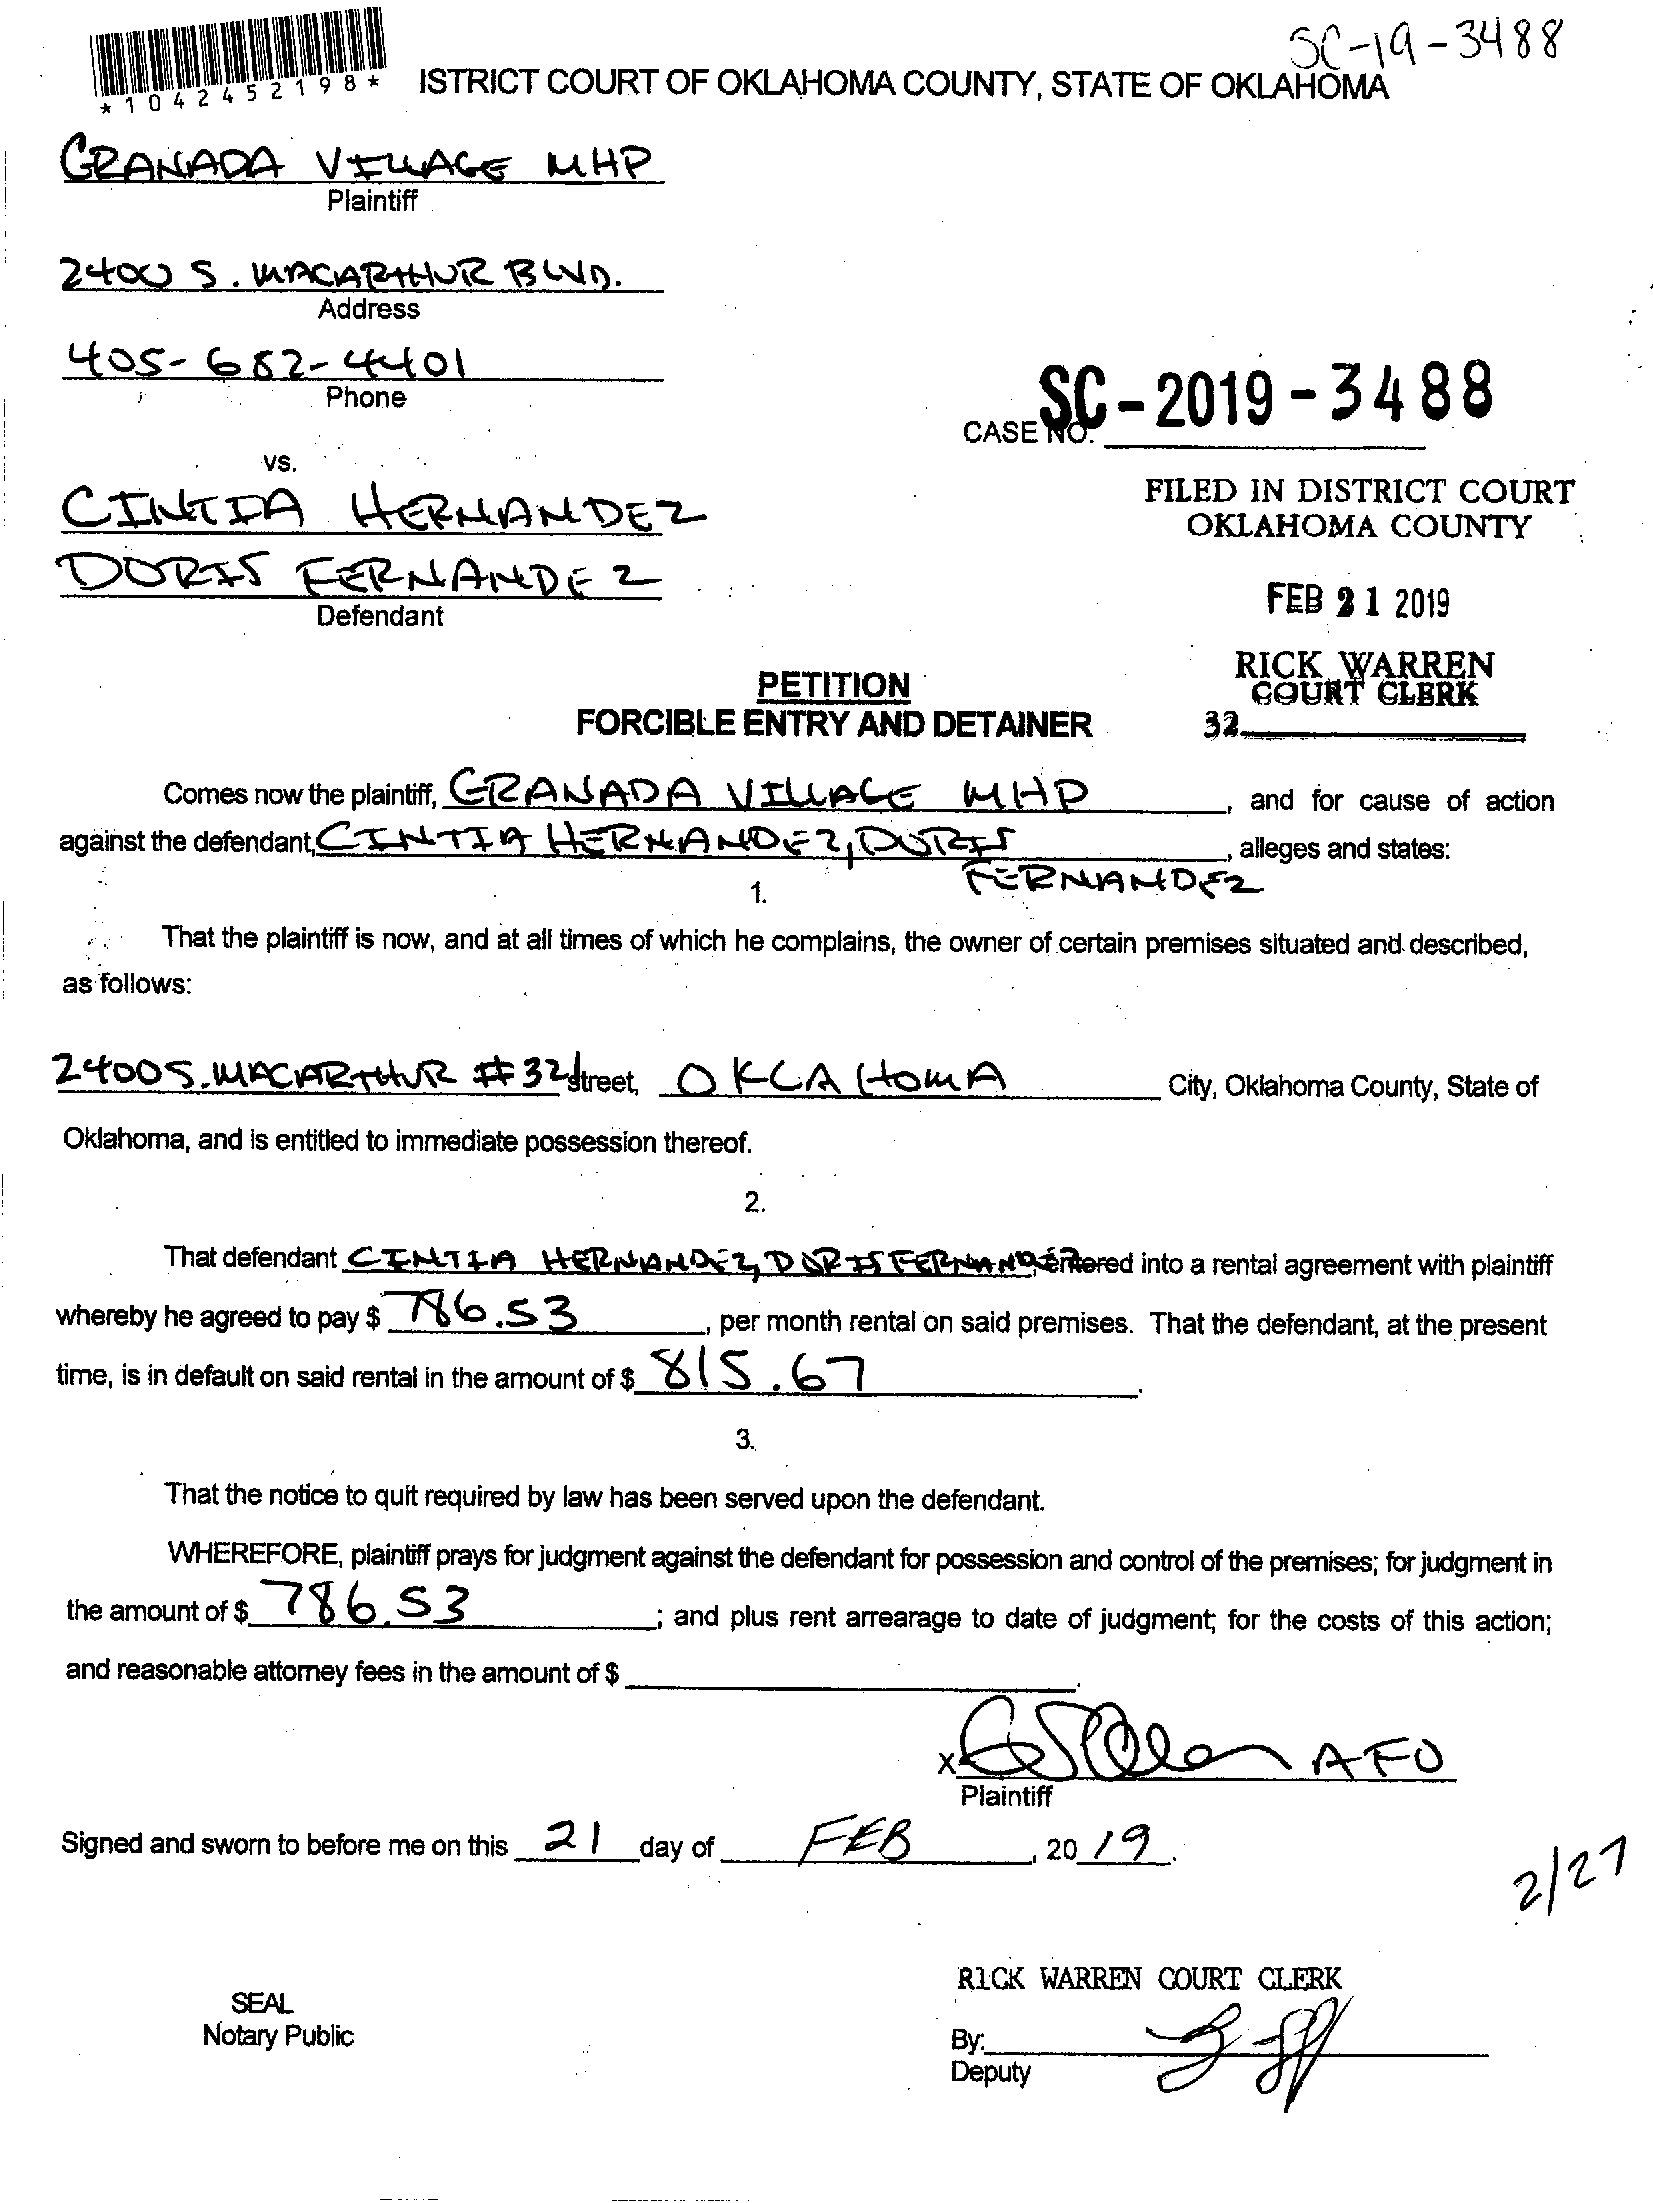 SC-19-3488
*1042452198*
ISTRICT COURT OF OKLAHOMA COUNTY, STATE OF OKLAHOMA
GRANADA VILLAGE MHP
Plaintiff
2400 S. MACARTHUR BLVD.
Address
405-682-4401
Phone
CASE NO. SC-2019-3488
vs.
CINTIA HERNANDEZ
DORIS FERNANDEZ
Defendant
FILED IN DISTRICT COURT
OKLAHOMA COUNTY
FEB 21 2019
RICK WARREN
COURT CLERK
32
PETITION
FORCIBLE ENTRY AND DETAINER
Comes now the plaintiff, GRANADA VILLAGE MHP, and for cause of action
against the defendant, CINTIA HERNANDEZ, DORIS, alleges and states:
FERNANDEZ
1.
That the plaintiff is now, and at all times of which he complains, the owner of certain premises situated and described,
as follows:
2400 S. MACARTHUR #32 street, OKLAHOMA City, Oklahoma County, State of
Oklahoma, and is entitled to immediate possession thereof.
2.
That defendant CINTIA HERNANDEZ, DORIS FERNANDEZ entered into a rental agreement with plaintiff
whereby he agreed to pay $ 786.53, per month rental on said premises. That the defendant, at the present
time, is in default on said rental in the amount of $ 815.67.
3.
That the notice to quit required by law has been served upon the defendant.
WHEREFORE, plaintiff prays for judgment against the defendant for possession and control of the premises; for judgment in
the amount of $ 786.53; and plus rent arrearage to date of judgment; for the costs of this action;
and reasonable attorney fees in the amount of $.
X AFO
Plaintiff
Signed and sworn to before me on this 21 day of FEB, 20 19.
2/27
RICK WARREN COURT CLERK
SEAL
Notary Public
By:
Deputy